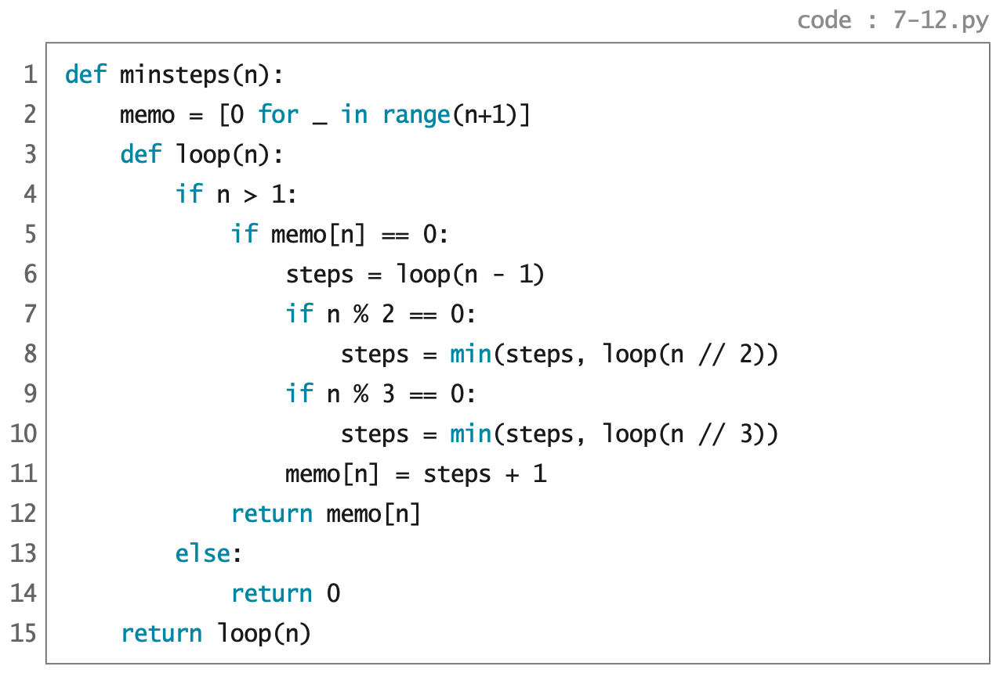 code : 7-12.py
1 def minsteps(n):
2     memo = [0 for _ in range(n+1)]
3     def loop(n):
4         if n > 1:
5             if memo[n] == 0:
6                 steps = loop(n - 1)
7                 if n % 2 == 0:
8                     steps = min(steps, loop(n // 2))
9                 if n % 3 == 0:
10                     steps = min(steps, loop(n // 3))
11                 memo[n] = steps + 1
12             return memo[n]
13         else:
14             return 0
15     return loop(n)